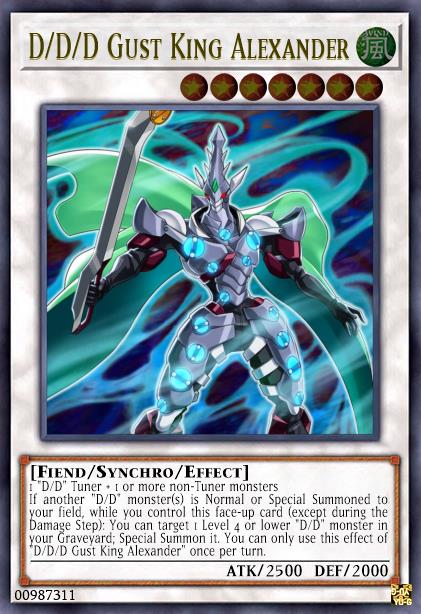 D/D/D Gust King Alexander
WIND
風
[Fiend/Synchro/Effect]
1 "D/D" Tuner + 1 or more non-Tuner monsters
If another "D/D" monster(s) is Normal or Special Summoned to
your field, while you control this face-up card (except during the
Damage Step): You can target 1 Level 4 or lower "D/D" monster in
your Graveyard; Special Summon it. You can only use this effect of
"D/D/D Gust King Alexander" once per turn.
ATK/2500 DEF/2000
00987311